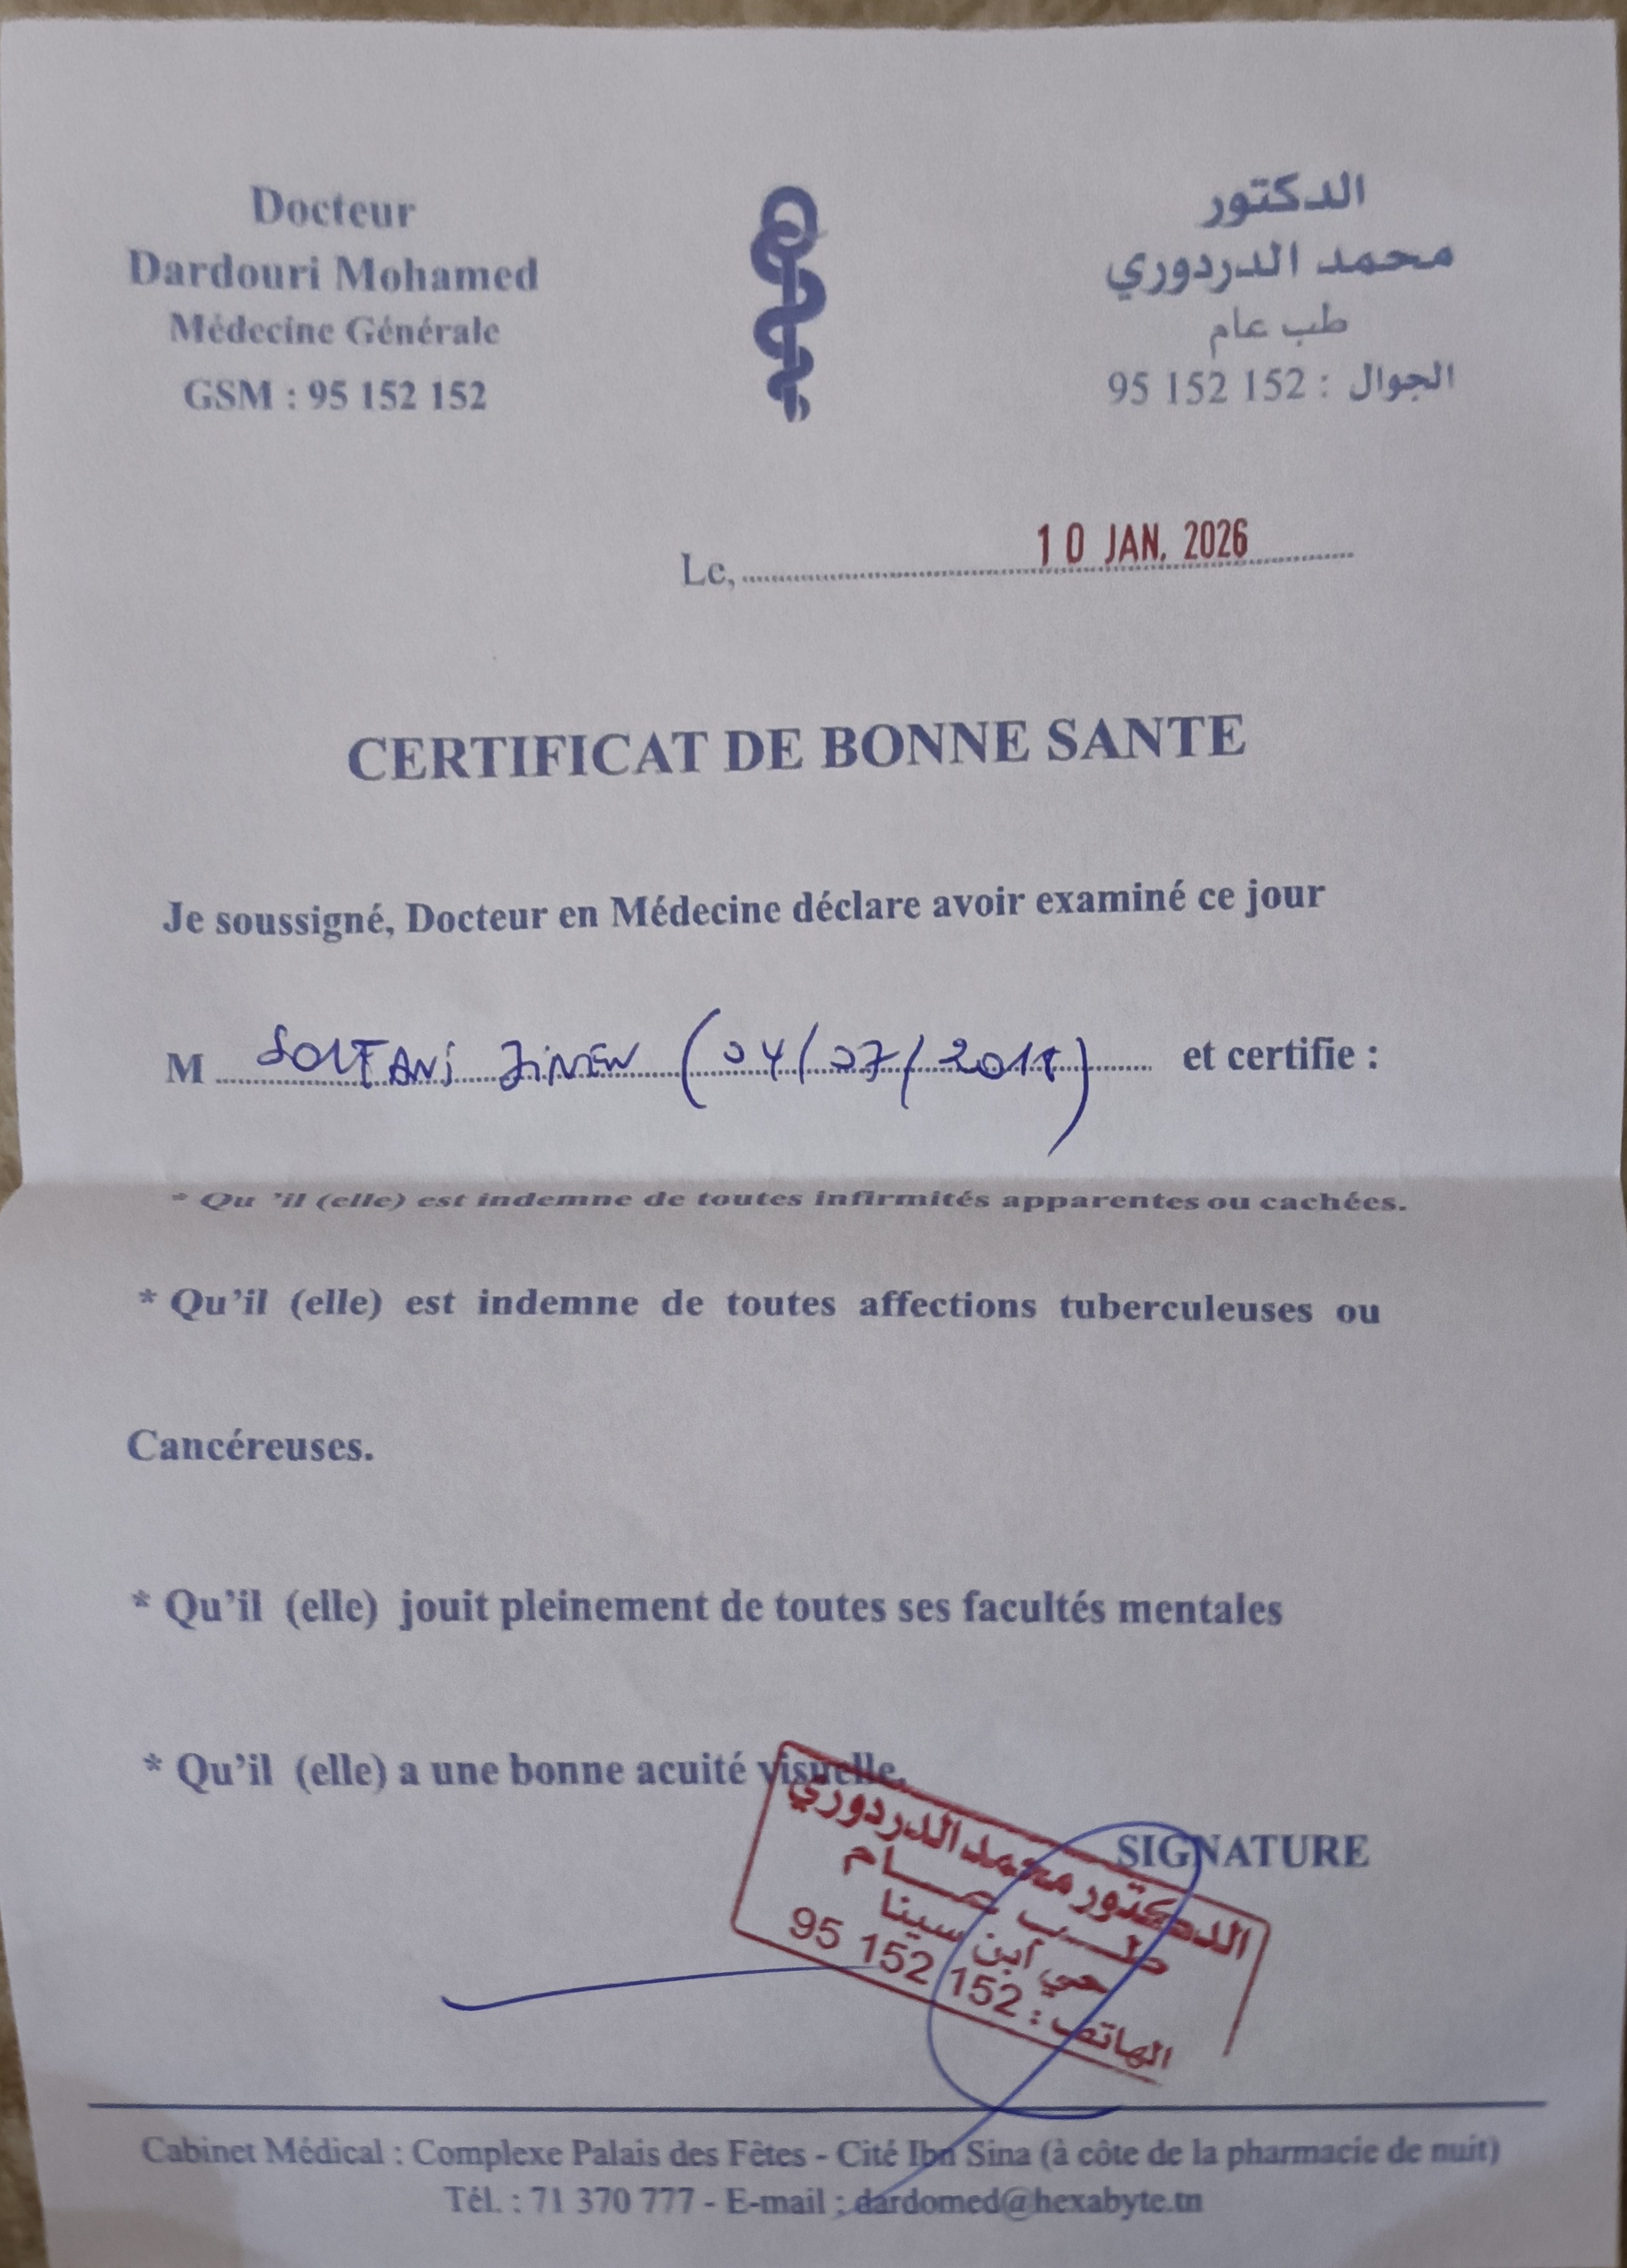 Docteur
Dardouri Mohamed
Médecine Générale
GSM : 95 152 152
الدكتور
محمد الدردوري
طب عام
الجوال : 152 152 95
Le, 10 JAN. 2026
CERTIFICAT DE BONNE SANTE
Je soussigné, Docteur en Médecine déclare avoir examiné ce jour
M SOLTANI (04/07/2018) et certifie :
* Qu 'il (elle) est indemne de toutes infirmités apparentes ou cachées.
* Qu'il (elle) est indemne de toutes affections tuberculeuses ou
Cancéreuses.
* Qu'il (elle) jouit pleinement de toutes ses facultés mentales
* Qu'il (elle) a une bonne acuité visuelle.
SIGNATURE
الدكتور محمد الدردوري
طب عام
حي ابن سينا
الهاتف : 152 152 95
Cabinet Médical : Complexe Palais des Fêtes - Cité Ibn Sina (à côte de la pharmacie de nuit)
Tél. : 71 370 777 - E-mail : dardomed@hexabyte.tn